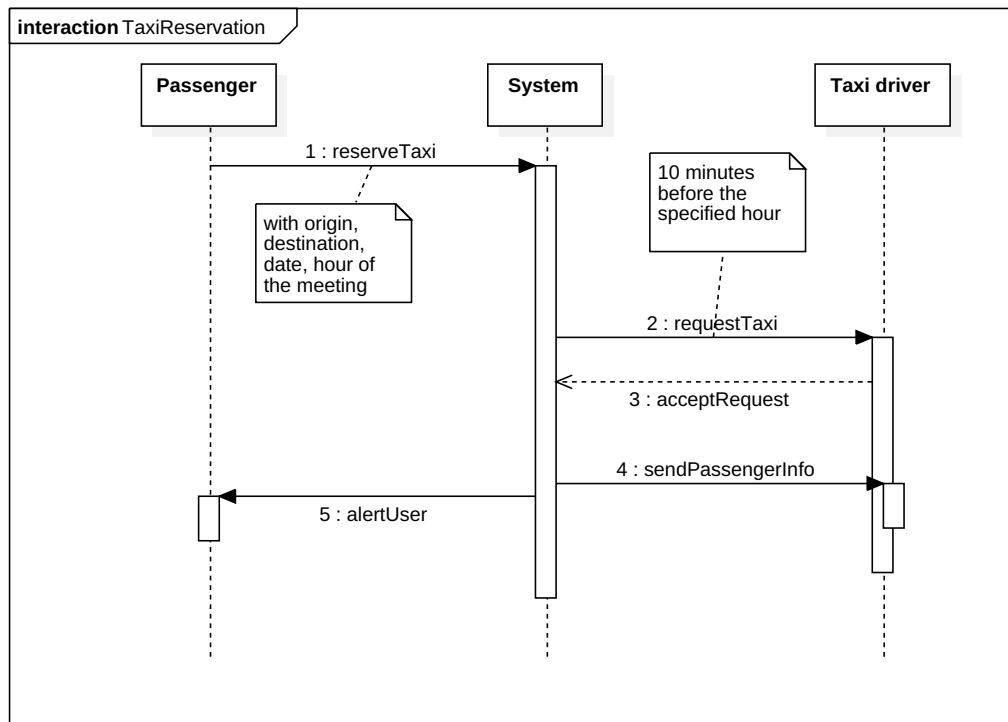 interaction TaxiReservation
Passenger
System
Taxi driver
1 : reserveTaxi
with origin,
destination,
date, hour of
the meeting
10 minutes
before the
specified hour
2 : requestTaxi
3 : acceptRequest
4 : sendPassengerInfo
5 : alertUser